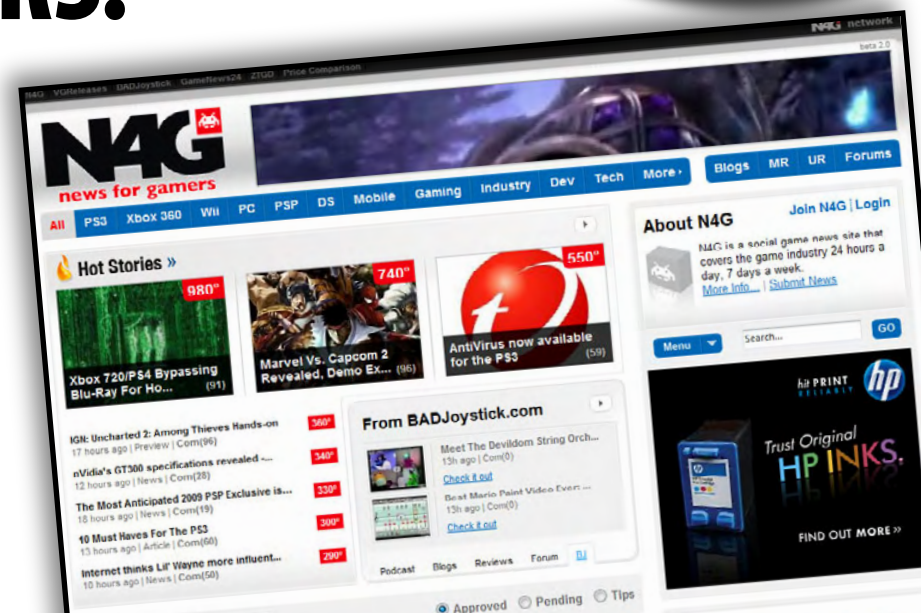 RS!
N4G network
N4G VGReleases BADJoystick GameNews24 ZTGD Price Comparison
beta 2.0
N4G
news for gamers
All PS3 Xbox 360 Wii PC PSP DS Mobile Gaming Industry Dev Tech More
Blogs MR UR Forums
Hot Stories »
980°
Xbox 720/PS4 Bypassing
Blu-Ray For Ho... (91)
740°
Marvel Vs. Capcom 2
Revealed, Demo Ex... (96)
550°
AntiVirus now available
for the PS3 (59)
IGN: Uncharted 2: Among Thieves Hands-on 360°
17 hours ago | Preview | Com(96)
nVidia's GT300 specifications revealed -... 340°
12 hours ago | News | Com(28)
The Most Anticipated 2009 PSP Exclusive is... 330°
18 hours ago | News | Com(19)
10 Must Haves For The PS3 300°
13 hours ago | Article | Com(60)
Internet thinks Lil' Wayne more influent... 290°
10 hours ago | News | Com(50)
From BADJoystick.com
Meet The Devildom String Orch...
15h ago | Com(0)
Check it out
Best Mario Paint Video Ever: ...
15h ago | Com(0)
Check it out
Podcast Blogs Reviews Forum DJ
Approved Pending Tips
About N4G
Join N4G | Login
N4G is a social game news site that
covers the game industry 24 hours a
day, 7 days a week.
More Info... | Submit News
Menu Search... GO
hit PRINT
RELIABLY
hp
Trust Original
HP INKS.
FIND OUT MORE »